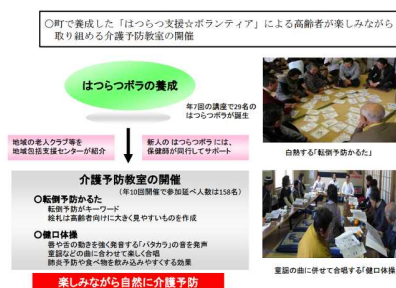 ○町で養成した「はつらつ支援☆ボランティア」による高齢者が楽しみながら
取り組める介護予防教室の開催
はつらつボラの養成
年7回の講座で29名の
はつらつボラが誕生
地域の老人クラブ等を
地域包括支援センターが紹介
新人の はつらつボラ には、
保健師が同行してサポート
白熱する「転倒予防かるた」
介護予防教室の開催
(年10回開催で参加延べ人数は158名)
○転倒予防かるた
転倒予防がキーワード
絵札は高齢者向けに大きく見やすいものを作成
○健口体操
唇や舌の動きを強く発音する「パタカラ」の音を発声
童謡などの曲に合わせて楽しく合唱
肺炎予防や食べ物を飲み込みやすくする効果
童謡の曲に併せて合唱する「健口体操
楽しみながら自然に介護予防